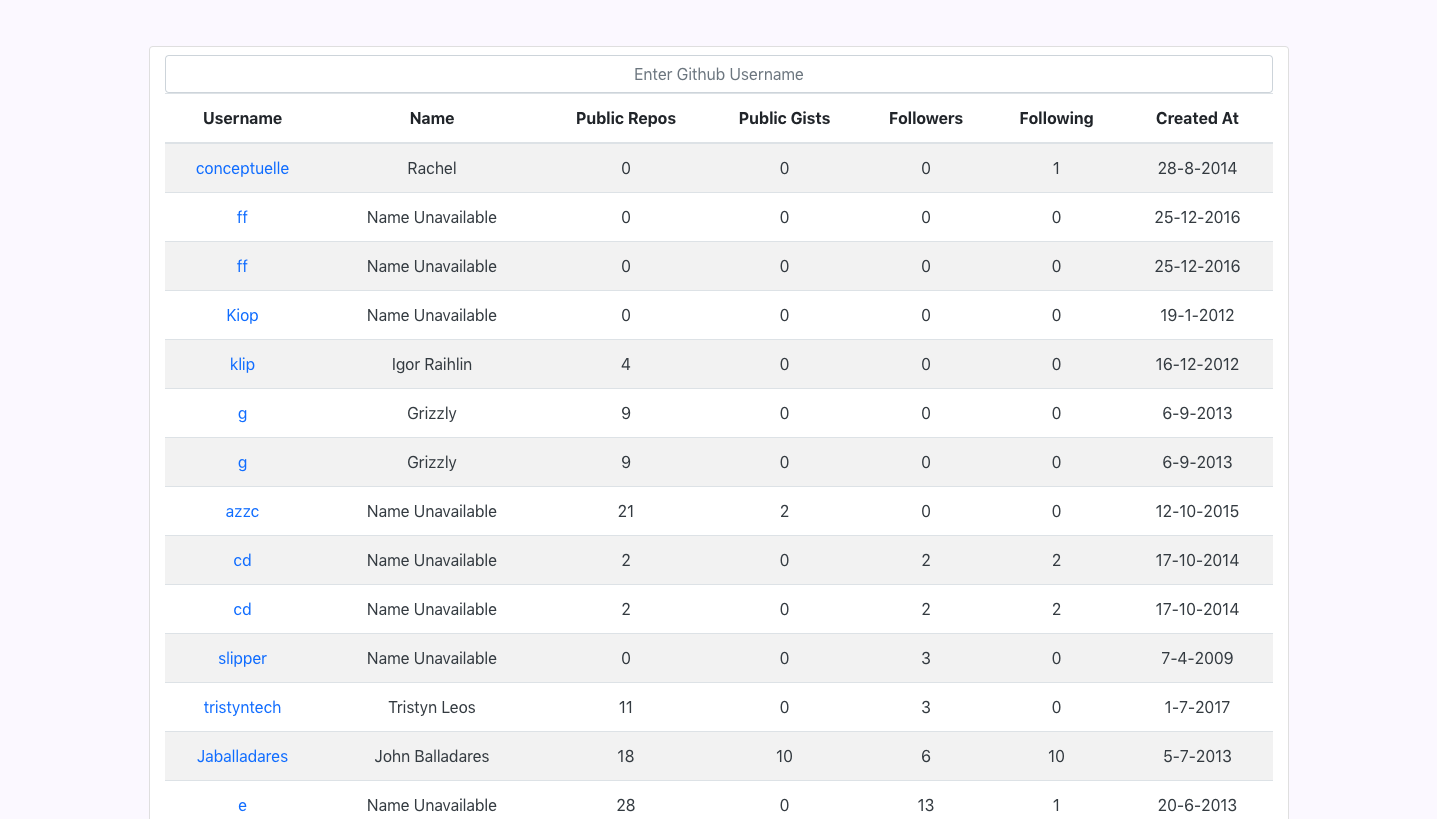 Enter Github Username
Username Name Public Repos Public Gists Followers Following Created At
conceptuelle Rachel 0 0 0 1 28-8-2014
ff Name Unavailable 0 0 0 0 25-12-2016
ff Name Unavailable 0 0 0 0 25-12-2016
Kiop Name Unavailable 0 0 0 0 19-1-2012
klip Igor Raihlin 4 0 0 0 16-12-2012
g Grizzly 9 0 0 0 6-9-2013
g Grizzly 9 0 0 0 6-9-2013
azzc Name Unavailable 21 2 0 0 12-10-2015
cd Name Unavailable 2 0 2 2 17-10-2014
cd Name Unavailable 2 0 2 2 17-10-2014
slipper Name Unavailable 0 0 3 0 7-4-2009
tristyntech Tristyn Leos 11 0 3 0 1-7-2017
Jaballadares John Balladares 18 10 6 10 5-7-2013
e Name Unavailable 28 0 13 1 20-6-2013